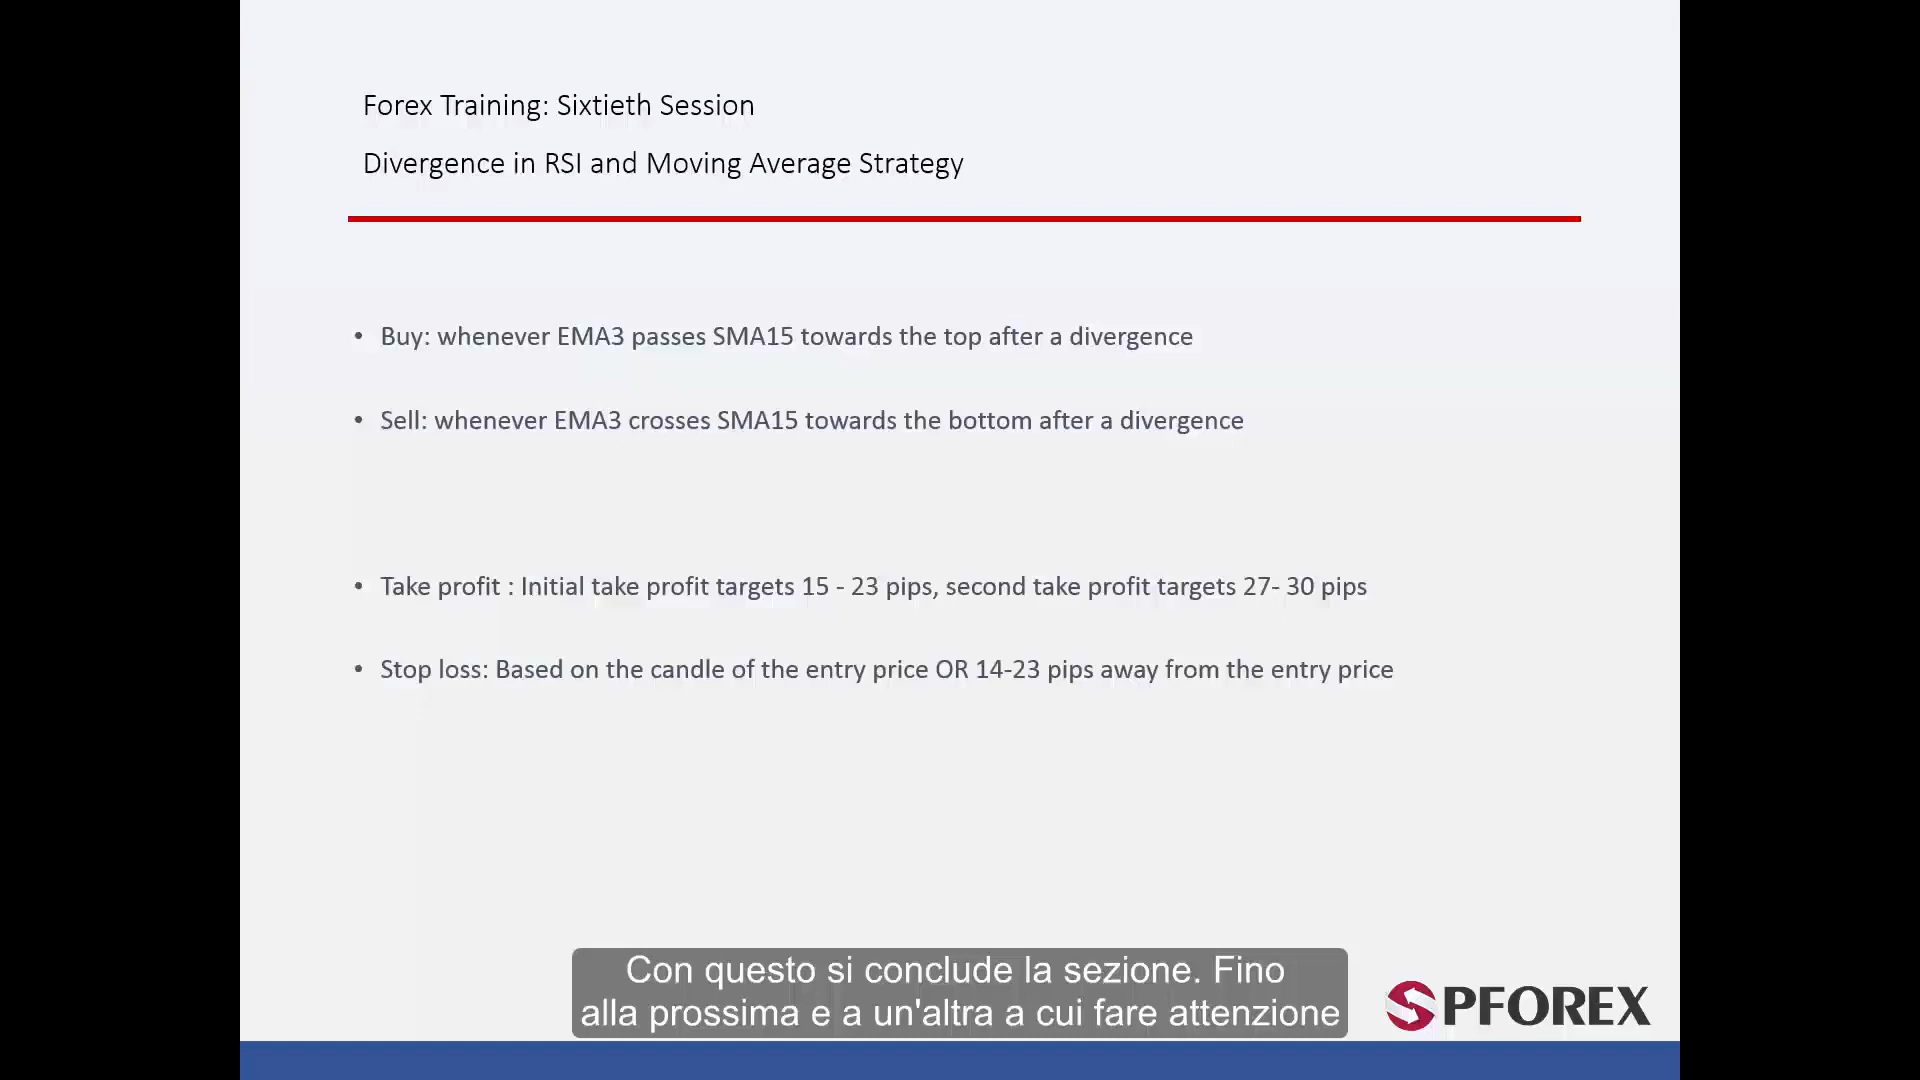 Forex Training: Sixtieth Session
Divergence in RSI and Moving Average Strategy
• Buy: whenever EMA3 passes SMA15 towards the top after a divergence
• Sell: whenever EMA3 crosses SMA15 towards the bottom after a divergence
• Take profit : Initial take profit targets 15 - 23 pips, second take profit targets 27- 30 pips
• Stop loss: Based on the candle of the entry price OR 14-23 pips away from the entry price
Con questo si conclude la sezione. Fino
alla prossima e a un'altra a cui fare attenzione
SPFOREX